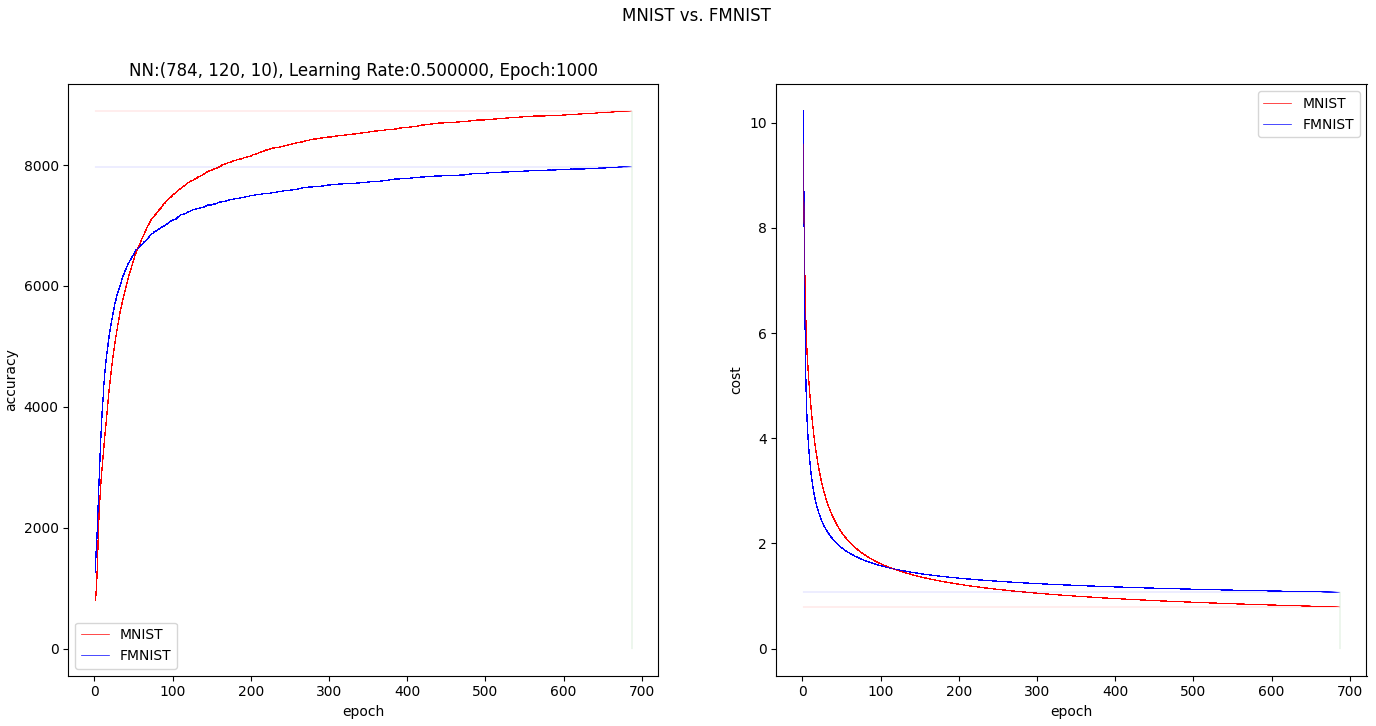 MNIST vs. FMNIST
NN:(784, 120, 10), Learning Rate:0.500000, Epoch:1000
accuracy
8000
6000
4000
2000
0
MNIST
FMNIST
0 100 200 300 400 500 600 700
epoch
cost
10
8
6
4
2
0
MNIST
FMNIST
0 100 200 300 400 500 600 700
epoch